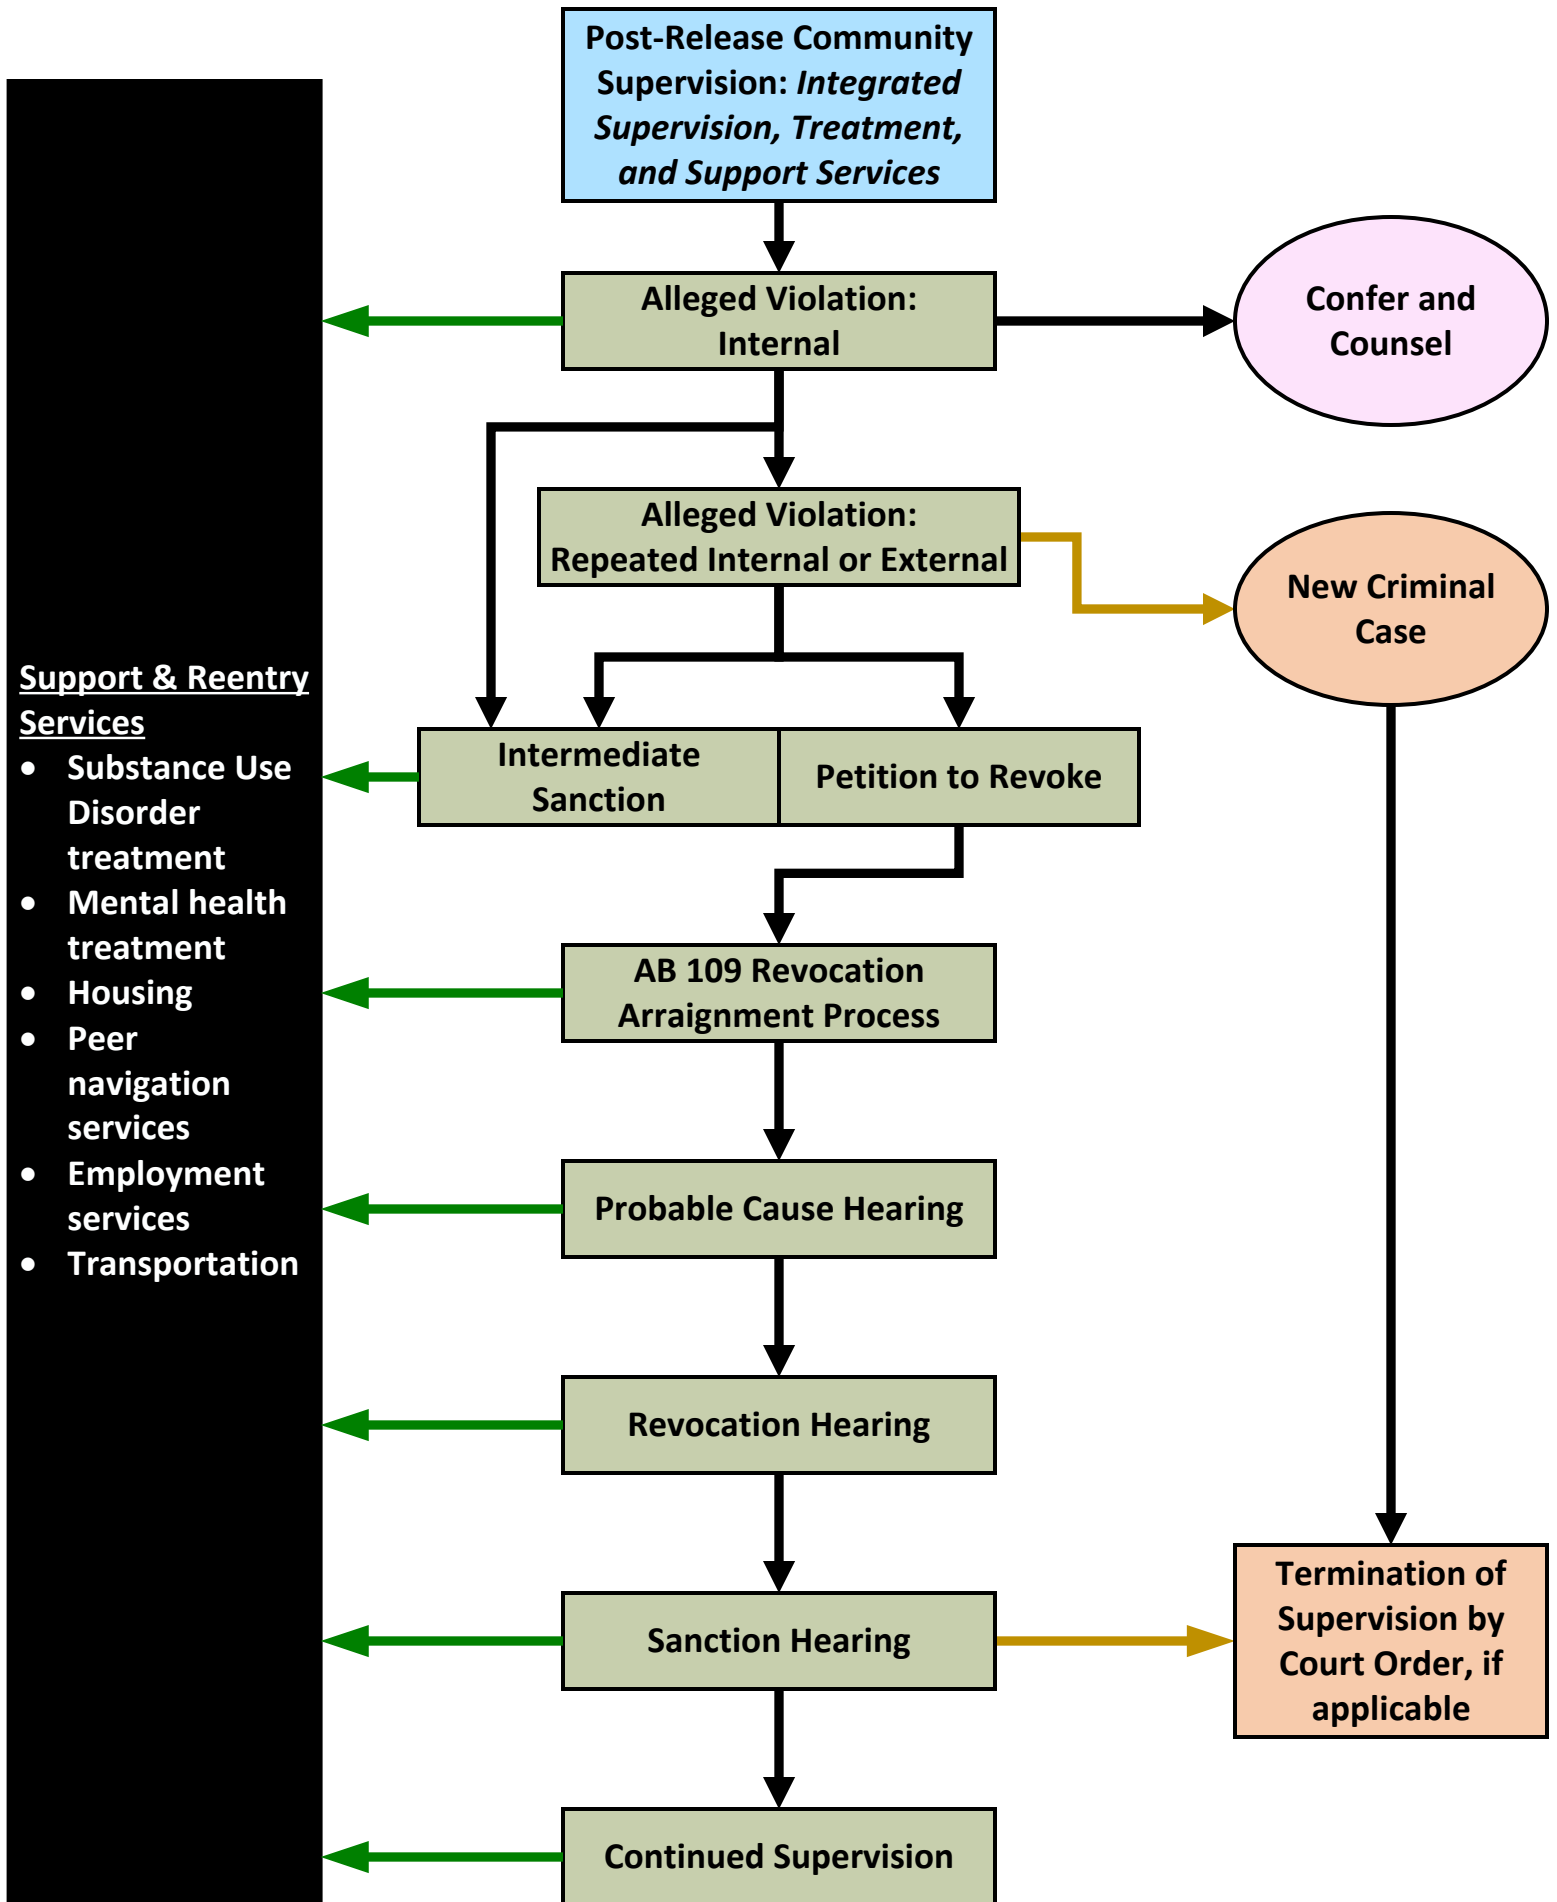 Post-Release Community
Supervision: Integrated
Supervision, Treatment,
and Support Services
Alleged Violation:
Internal
Confer and
Counsel
Alleged Violation:
Repeated Internal or External
New Criminal
Case
Support & Reentry
Services
• Substance Use
Disorder
treatment
• Mental health
treatment
• Housing
• Peer
navigation
services
• Employment
services
• Transportation
Intermediate
Sanction
Petition to Revoke
AB 109 Revocation
Arraignment Process
Probable Cause Hearing
Revocation Hearing
Sanction Hearing
Termination of
Supervision by
Court Order, if
applicable
Continued Supervision